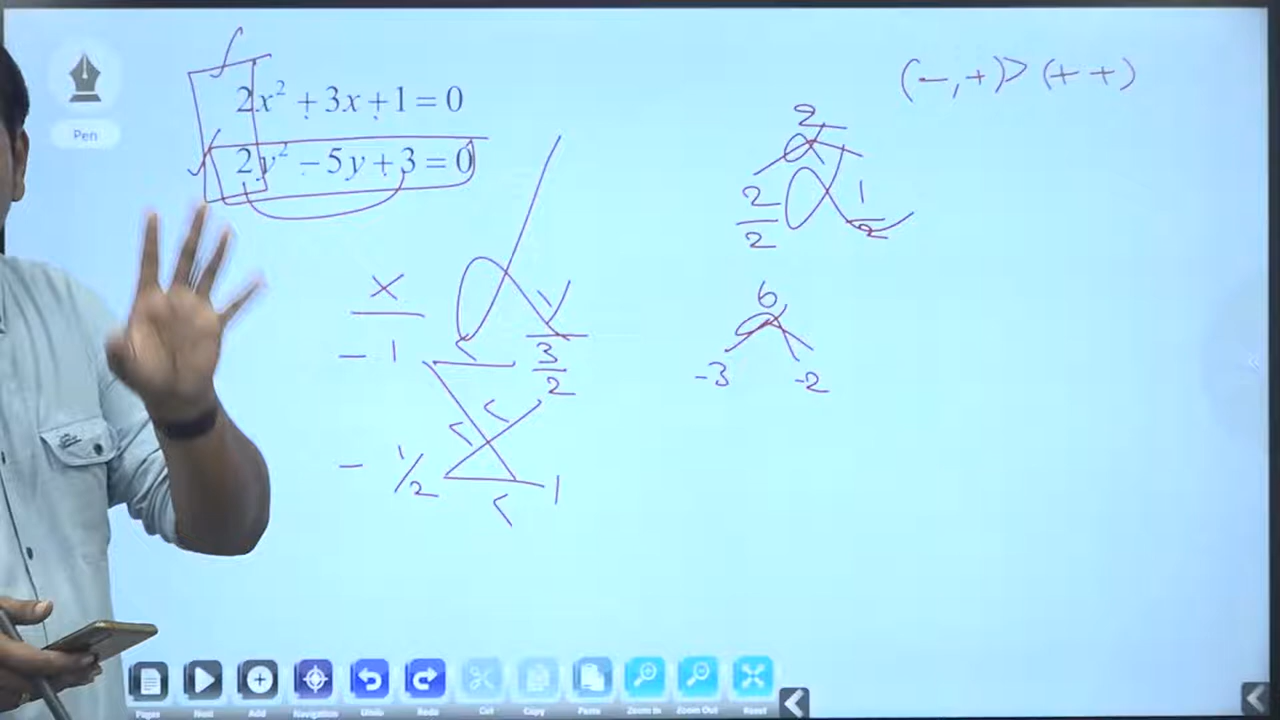 (-,+) > (+ +)
2x² + 3x + 1 = 0
Pen
2y² - 5y + 3 = 0
2
2/2 1/2
x y
6
-1 < 3/2
-3 -2
< <
- 1/2 < 1
Pages Next Add Navigation Undo Redo Cut Copy Paste Zoom In Zoom Out Reset